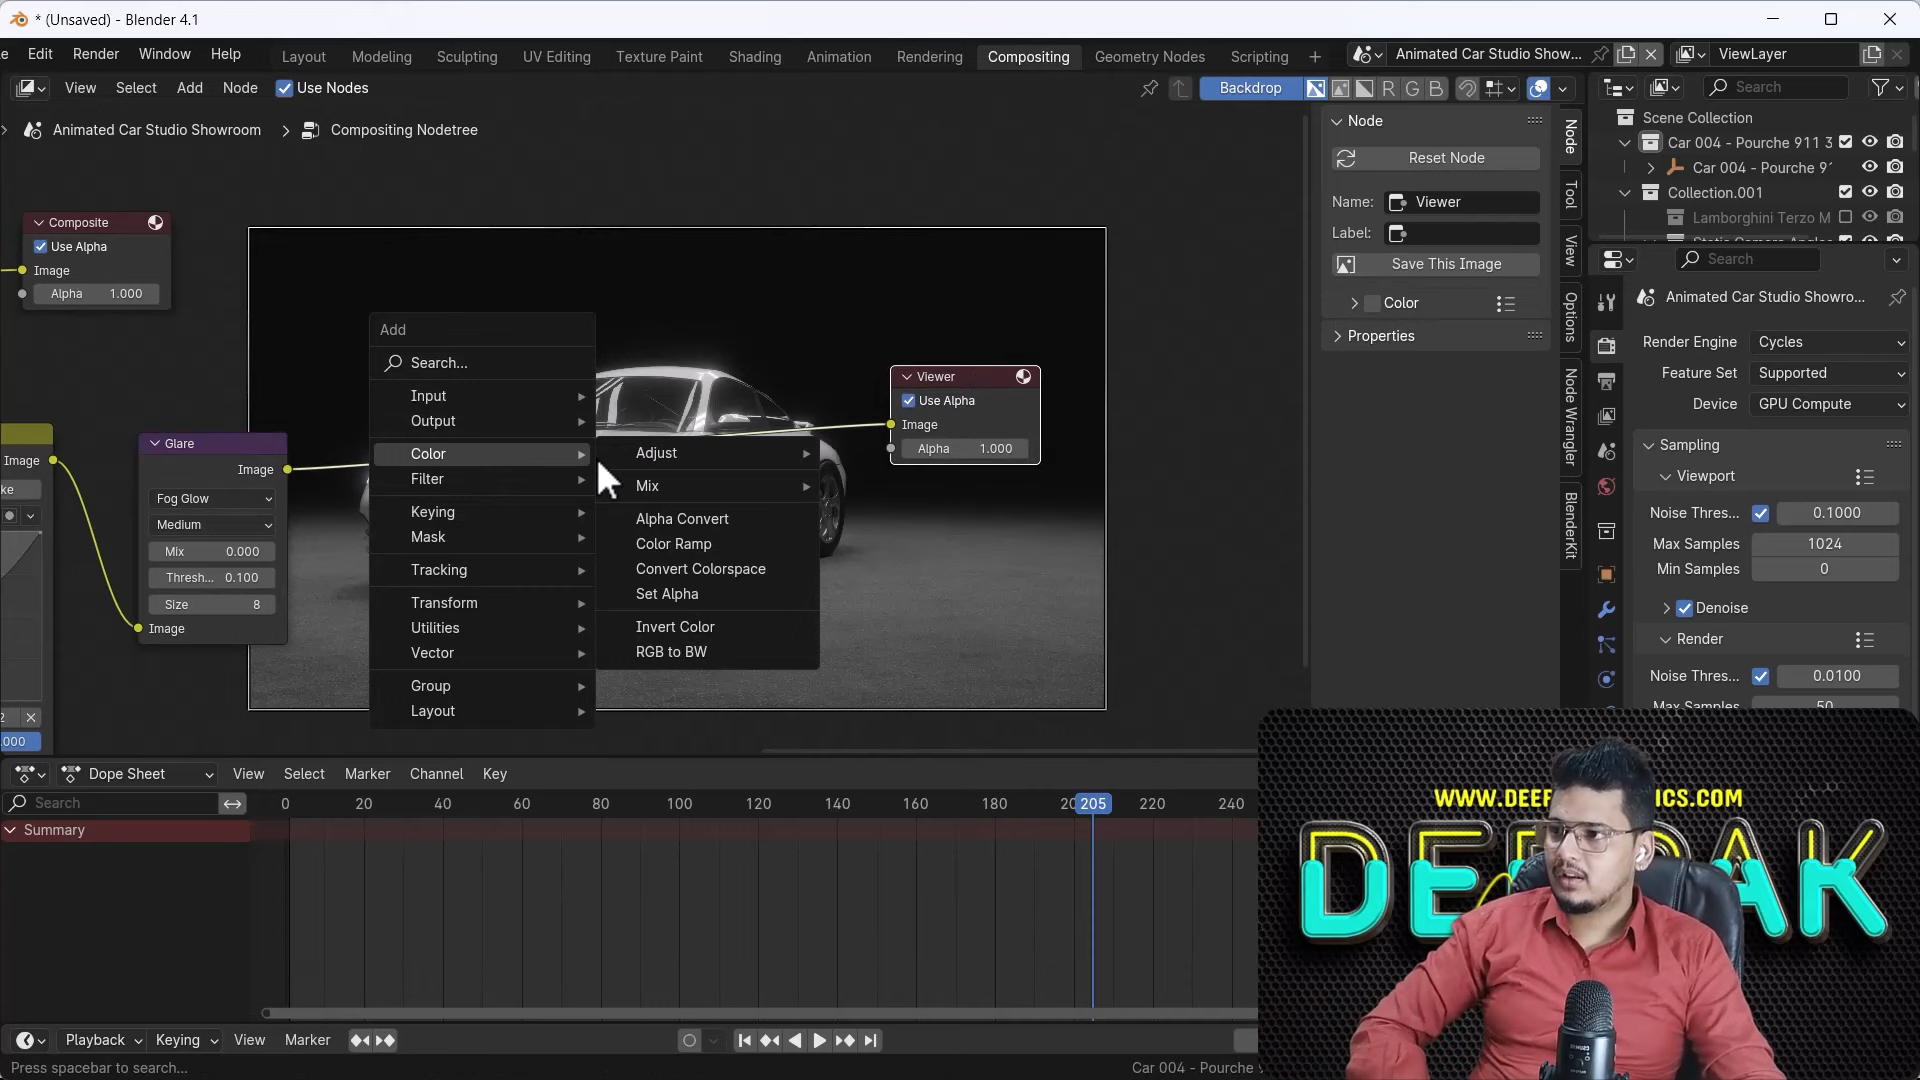 * (Unsaved) - Blender 4.1
Edit Render Window Help
Layout Modeling Sculpting UV Editing Texture Paint Shading Animation Rendering Compositing Geometry Nodes Scripting
Animated Car Studio Show...
ViewLayer
View Select Add Node Use Nodes
Backdrop
R G B
Search
Animated Car Studio Showroom
Compositing Nodetree
Composite
Use Alpha
Image
Alpha 1.000
Image
Glare
Image
Fog Glow
Medium
Mix 0.000
Thresh... 0.100
Size 8
Image
Add
Search...
Input
Output
Color
Filter
Keying
Mask
Tracking
Transform
Utilities
Vector
Group
Layout
Adjust
Mix
Alpha Convert
Color Ramp
Convert Colorspace
Set Alpha
Invert Color
RGB to BW
Viewer
Use Alpha
Image
Alpha 1.000
Node
Reset Node
Name: Viewer
Label:
Save This Image
Color
Properties
Node
Tool
View
Options
Node Wrangler
BlenderKit
Scene Collection
Car 004 - Pourche 911 3
Car 004 - Pourche 9
Collection.001
Lamborghini Terzo M
Search
Animated Car Studio Showro...
Render Engine Cycles
Feature Set Supported
Device GPU Compute
Sampling
Viewport
Noise Thres... 0.1000
Max Samples 1024
Min Samples 0
Denoise
Render
Noise Thres... 0.0100
Max Samples 50
Dope Sheet View Select Marker Channel Key
Search
0 20 40 60 80 100 120 140 160 180 205 220 240
Summary
Playback Keying View Marker
Press spacebar to search...
Car 004 - Pourche